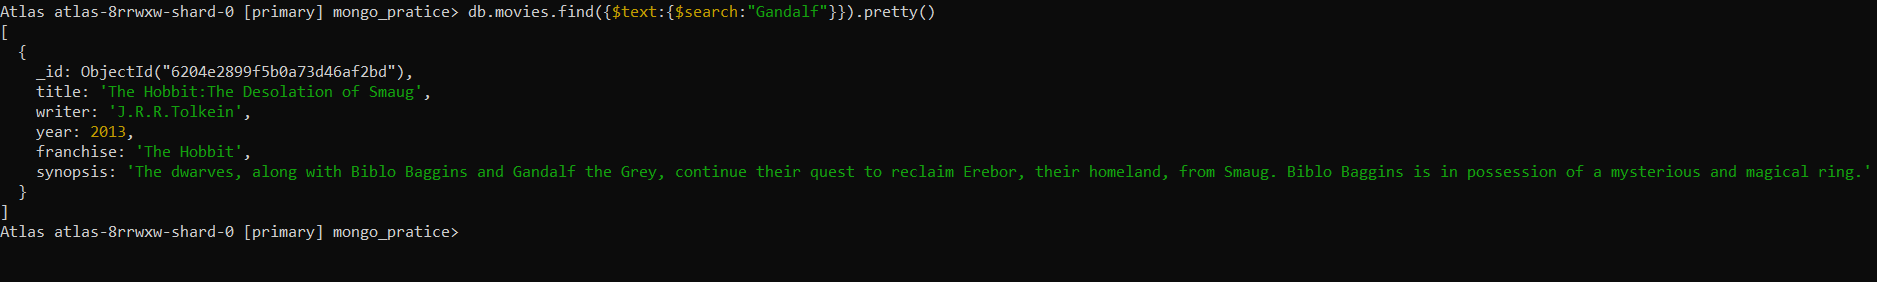 Atlas atlas-8rrwxw-shard-0 [primary] mongo_pratice> db.movies.find({$text:{$search:"Gandalf"}}).pretty()
[
  {
    _id: ObjectId("6204e2899f5b0a73d46af2bd"),
    title: 'The Hobbit:The Desolation of Smaug',
    writer: 'J.R.R.Tolkein',
    year: 2013,
    franchise: 'The Hobbit',
    synopsis: 'The dwarves, along with Biblo Baggins and Gandalf the Grey, continue their quest to reclaim Erebor, their homeland, from Smaug. Biblo Baggins is in possession of a mysterious and magical ring.'
  }
]
Atlas atlas-8rrwxw-shard-0 [primary] mongo_pratice>